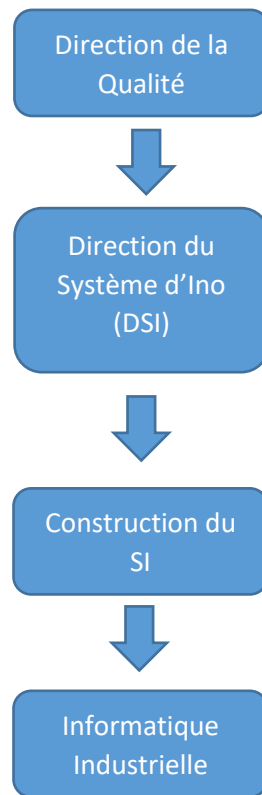 Direction de la
Qualité
Direction du
Système d’Ino
(DSI)
Construction du
SI
Informatique
Industrielle